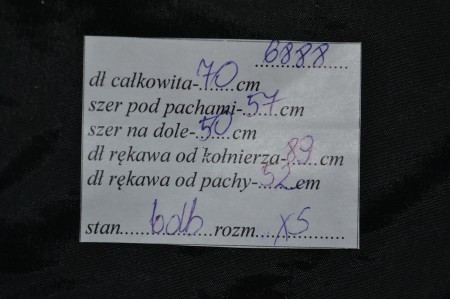 6888
dł całkowita-70cm
szer pod pachami-57cm
szer na dole-50cm
dł rękawa od kołnierza-89cm
dł rękawa od pachy-52cm
stan bdb rozm XS